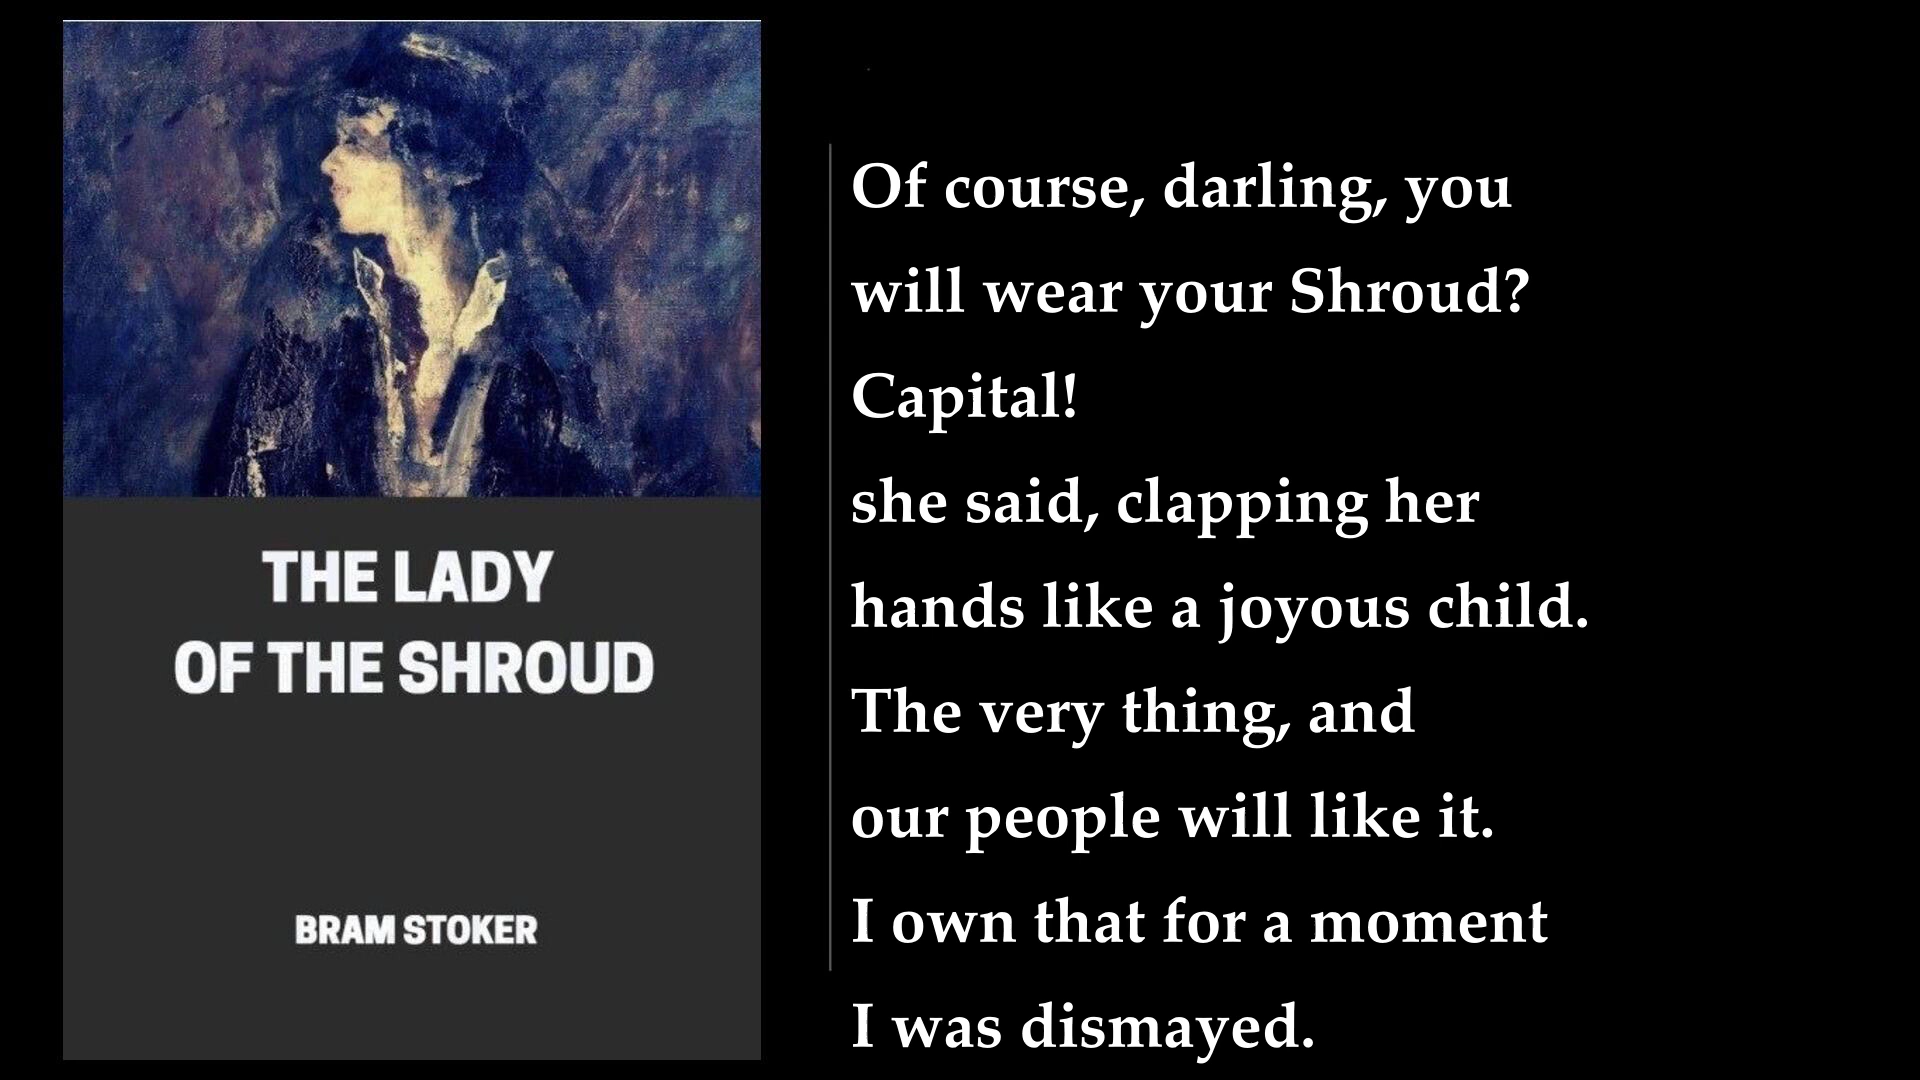 THE LADY
OF THE SHROUD
BRAM STOKER
Of course, darling, you
will wear your Shroud?
Capital!
she said, clapping her
hands like a joyous child.
The very thing, and
our people will like it.
I own that for a moment
I was dismayed.